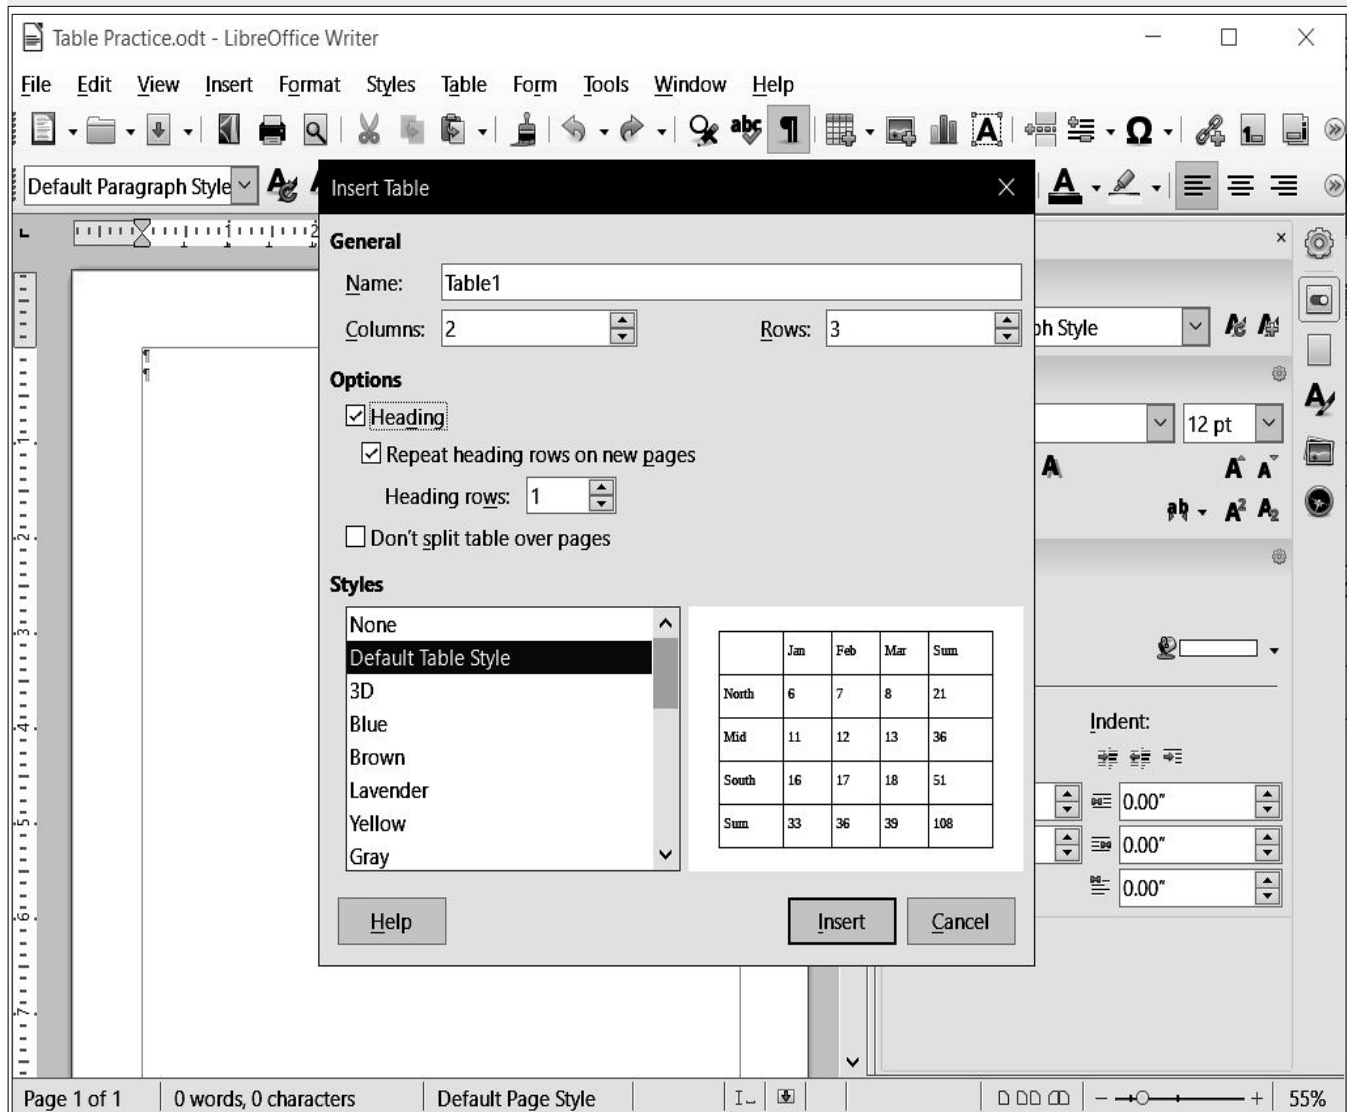 Table Practice.odt - LibreOffice Writer
File Edit View Insert Format Styles Table Form Tools Window Help
Default Paragraph Style
Insert Table
General
Name: Table1
Columns: 2 Rows: 3
ph Style
Options
Heading
12 pt
Repeat heading rows on new pages
Heading rows: 1
Don't split table over pages
Styles
None
Default Table Style
3D
Blue
Brown
Lavender
Yellow
Gray
Jan Feb Mar Sum
North 6 7 8 21
Mid 11 12 13 36
South 16 17 18 51
Sum 33 36 39 108
Indent:
0.00"
0.00"
0.00"
Help Insert Cancel
Page 1 of 1 0 words, 0 characters Default Page Style 55%